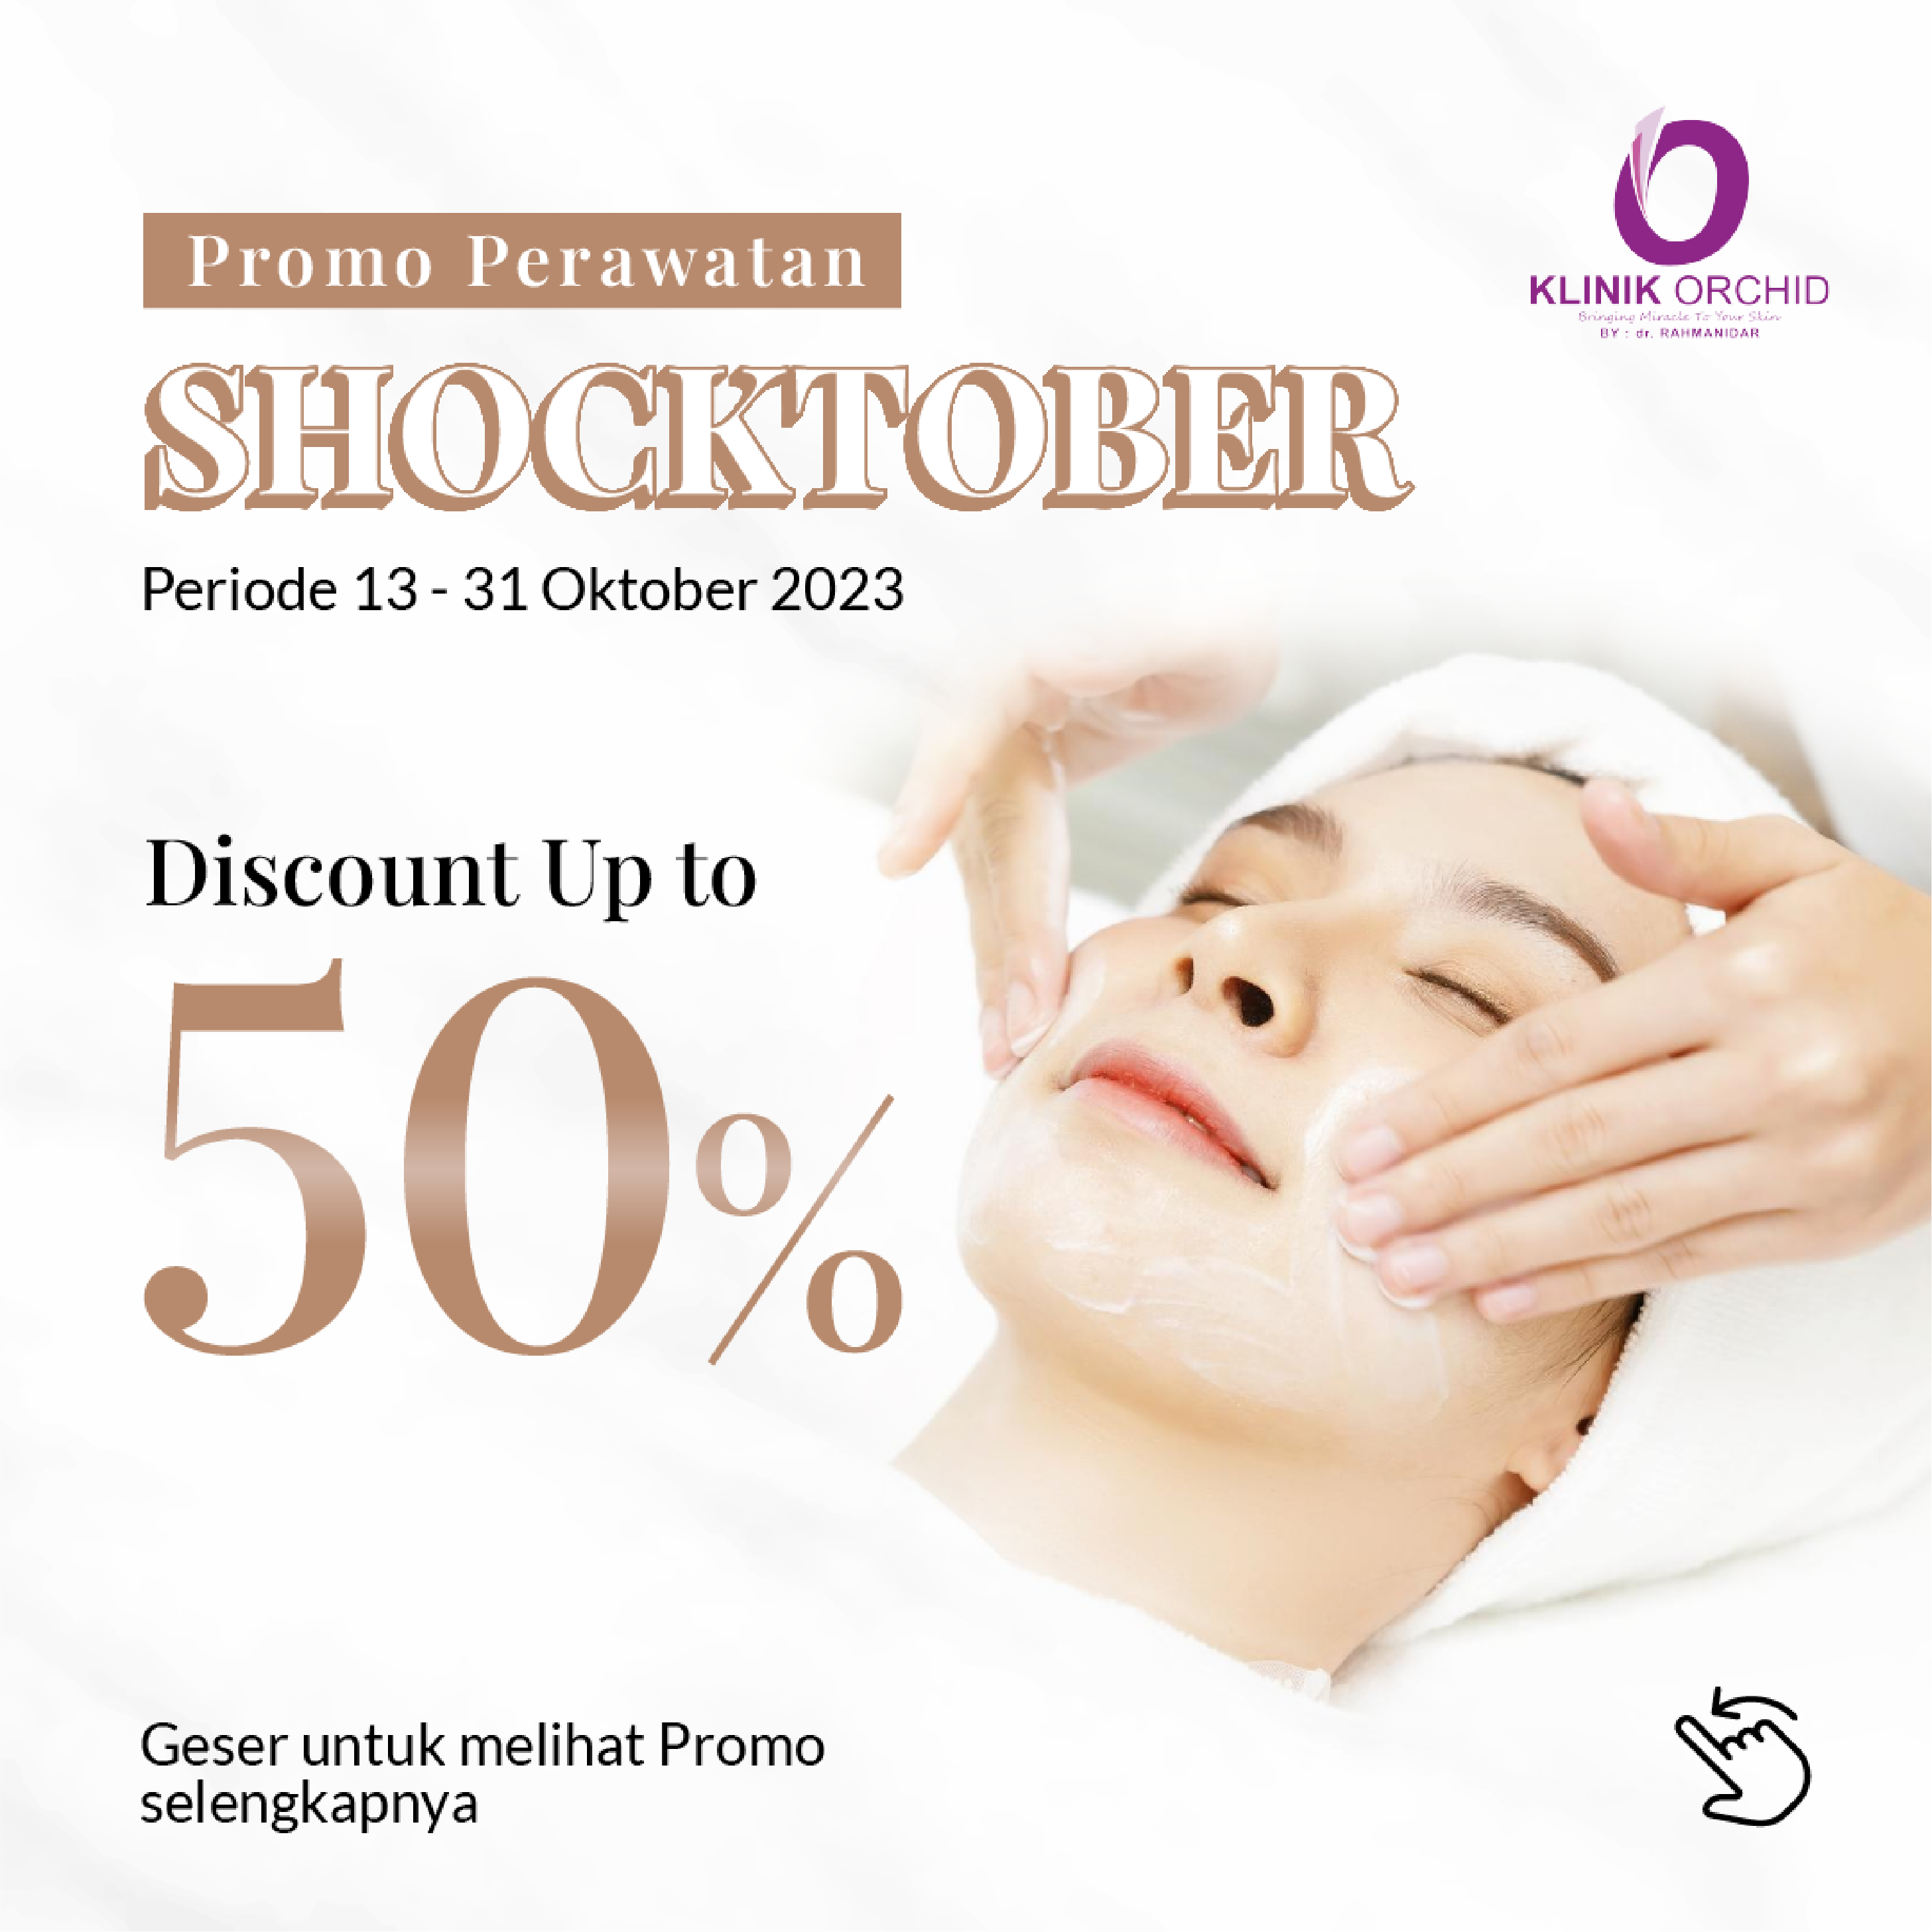 KLINIK ORCHID
Bringing Miracle To Your Skin
BY : dr. RAHMANIDAR
Promo Perawatan
SHOCKTOBER
Periode 13 - 31 Oktober 2023
Discount Up to
50%
Geser untuk melihat Promo
selengkapnya